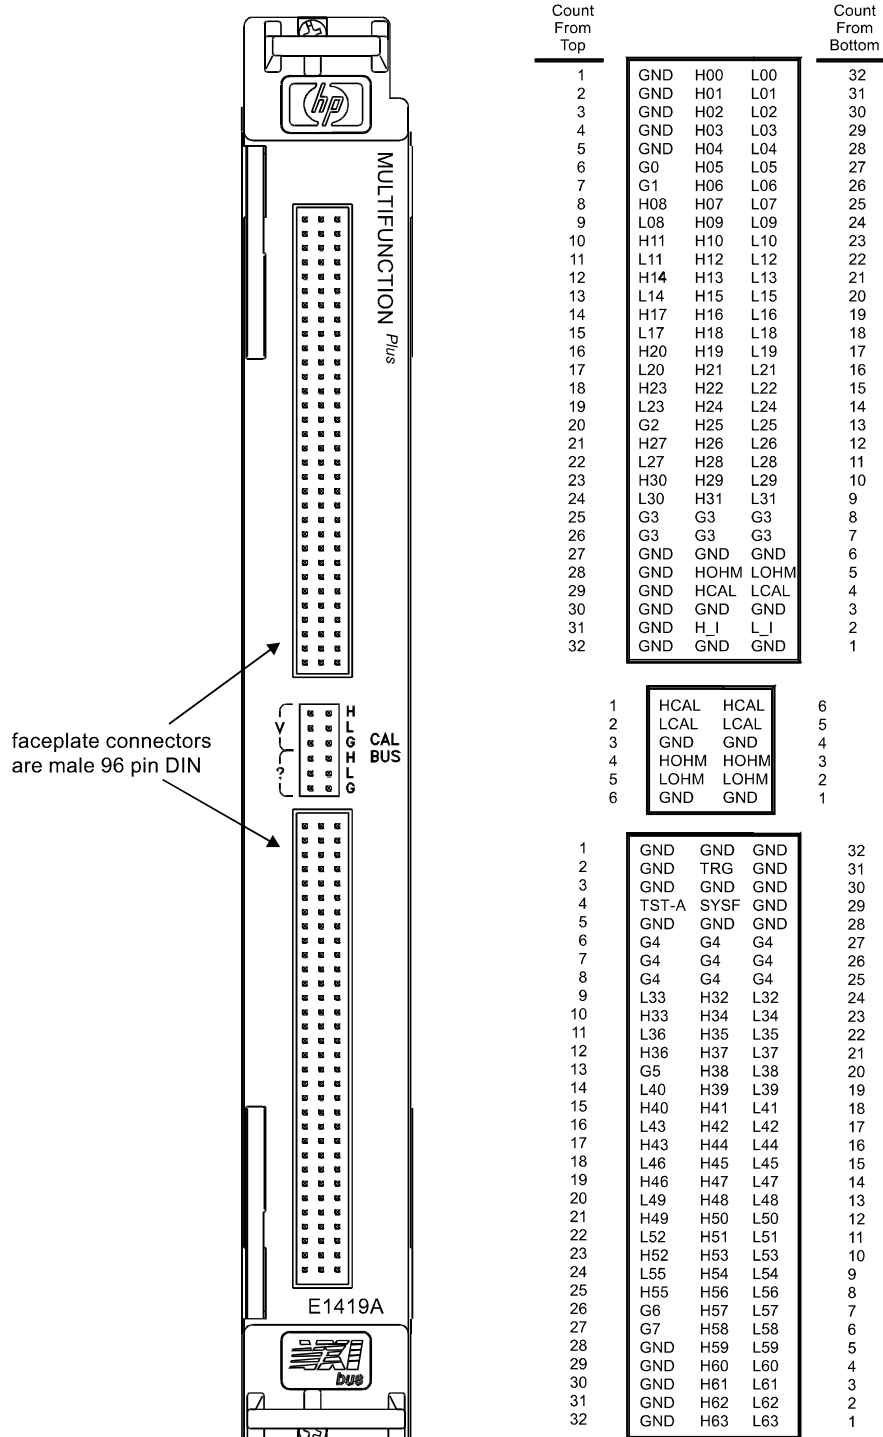 hp
MULTIFUNCTION Plus
faceplate connectors
are male 96 pin DIN
V
?
H
L
G
H
L
G
CAL
BUS
E1419A
VXI
bus
Count Count
From From
Top Bottom
1 GND H00 L00 32
2 GND H01 L01 31
3 GND H02 L02 30
4 GND H03 L03 29
5 GND H04 L04 28
6 G0 H05 L05 27
7 G1 H06 L06 26
8 H08 H07 L07 25
9 L08 H09 L09 24
10 H11 H10 L10 23
11 L11 H12 L12 22
12 H14 H13 L13 21
13 L14 H15 L15 20
14 H17 H16 L16 19
15 L17 H18 L18 18
16 H20 H19 L19 17
17 L20 H21 L21 16
18 H23 H22 L22 15
19 L23 H24 L24 14
20 G2 H25 L25 13
21 H27 H26 L26 12
22 L27 H28 L28 11
23 H30 H29 L29 10
24 L30 H31 L31 9
25 G3 G3 G3 8
26 G3 G3 G3 7
27 GND GND GND 6
28 GND HOHM LOHM 5
29 GND HCAL LCAL 4
30 GND GND GND 3
31 GND H_I L_I 2
32 GND GND GND 1
1 HCAL HCAL 6
2 LCAL LCAL 5
3 GND GND 4
4 HOHM HOHM 3
5 LOHM LOHM 2
6 GND GND 1
1 GND GND GND 32
2 GND TRG GND 31
3 GND GND GND 30
4 TST-A SYSF GND 29
5 GND GND GND 28
6 G4 G4 G4 27
7 G4 G4 G4 26
8 G4 G4 G4 25
9 L33 H32 L32 24
10 H33 H34 L34 23
11 L36 H35 L35 22
12 H36 H37 L37 21
13 G5 H38 L38 20
14 L40 H39 L39 19
15 H40 H41 L41 18
16 L43 H42 L42 17
17 H43 H44 L44 16
18 L46 H45 L45 15
19 H46 H47 L47 14
20 L49 H48 L48 13
21 H49 H50 L50 12
22 L52 H51 L51 11
23 H52 H53 L53 10
24 L55 H54 L54 9
25 H55 H56 L56 8
26 G6 H57 L57 7
27 G7 H58 L58 6
28 GND H59 L59 5
29 GND H60 L60 4
30 GND H61 L61 3
31 GND H62 L62 2
32 GND H63 L63 1